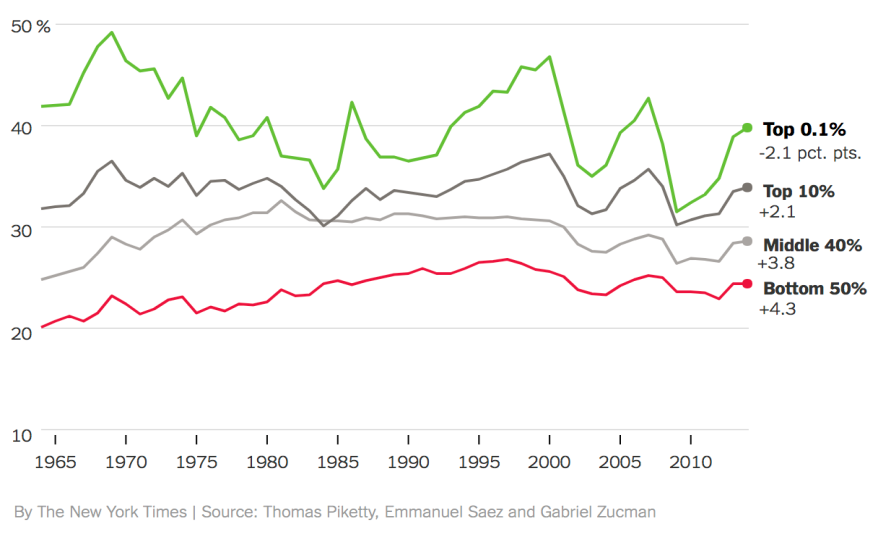 50 %
40
30
20
10
Top 0.1%
-2.1 pct. pts.
Top 10%
+2.1
Middle 40%
+3.8
Bottom 50%
+4.3
1965 1970 1975 1980 1985 1990 1995 2000 2005 2010
By The New York Times | Source: Thomas Piketty, Emmanuel Saez and Gabriel Zucman